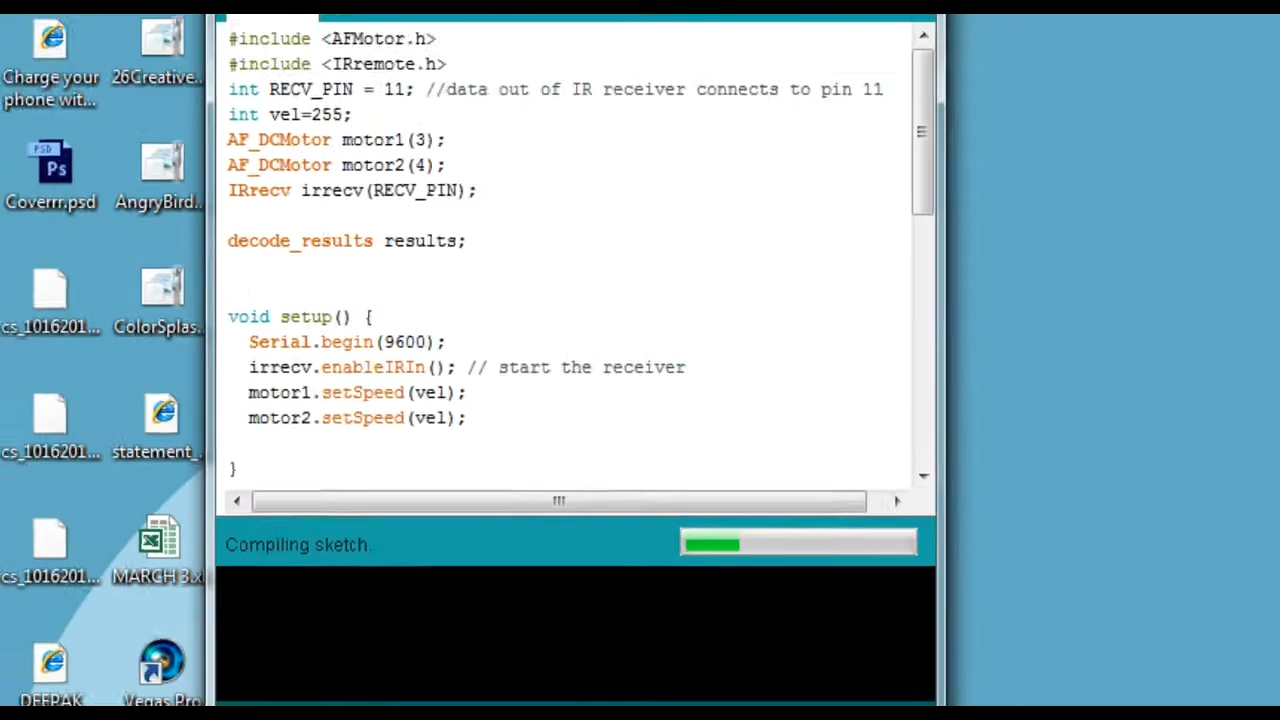 Charge your
phone wit...
26Creative...
Coverrr.psd
AngryBird...
cs_1016201...
ColorSplas...
cs_1016201...
statement_...
cs_1016201...
MARCH 3.xl
DEEPAK
Vegas Pro
PSD
Ps
#include <AFMotor.h>
#include <IRremote.h>
int RECV_PIN = 11; //data out of IR receiver connects to pin 11
int vel=255;
AF_DCMotor motor1(3);
AF_DCMotor motor2(4);
IRrecv irrecv(RECV_PIN);
decode_results results;
void setup() {
Serial.begin(9600);
irrecv.enableIRIn(); // start the receiver
motor1.setSpeed(vel);
motor2.setSpeed(vel);
}
Compiling sketch.